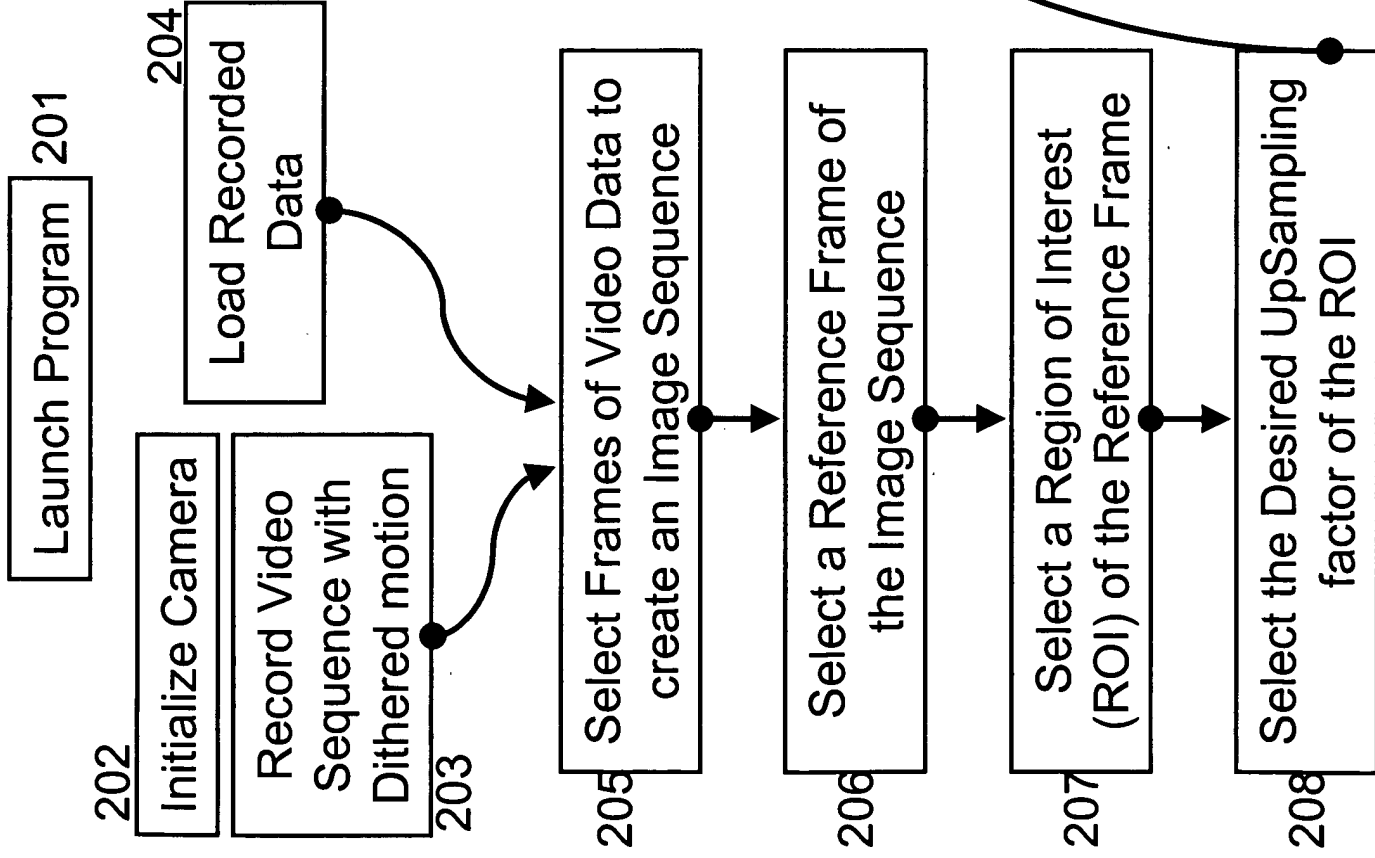 Launch Program 201
202
Initialize Camera
Record Video
Sequence with
Dithered motion
203
204
Load Recorded
Data
205
Select Frames of Video Data to
create an Image Sequence
206
Select a Reference Frame of
the Image Sequence
207
Select a Region of Interest
(ROI) of the Reference Frame
208
Select the Desired UpSampling
factor of the ROI